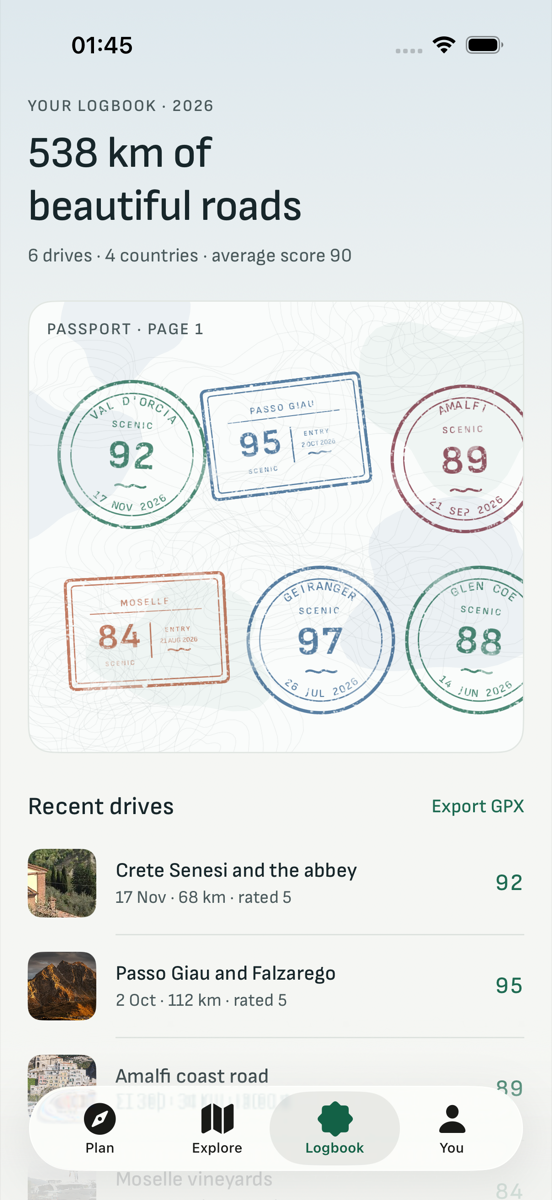 01:45
YOUR LOGBOOK · 2026
538 km of
beautiful roads
6 drives · 4 countries · average score 90
PASSPORT · PAGE 1
VAL D'ORCIA
SCENIC
92
17 NOV 2026
PASSO GIAU
95
ENTRY
2 OCT 2026
SCENIC
AMALFI
SCENIC
89
21 SEP 2026
MOSELLE
84
ENTRY
21 AUG 2026
SCENIC
GEIRANGER
SCENIC
97
26 JUL 2026
GLEN COE
SCENIC
88
14 JUN 2026
Recent drives
Export GPX
Crete Senesi and the abbey
92
17 Nov · 68 km · rated 5
Passo Giau and Falzarego
95
2 Oct · 112 km · rated 5
Amalfi coast road
89
Plan
Explore
Logbook
You
Moselle vineyards
84